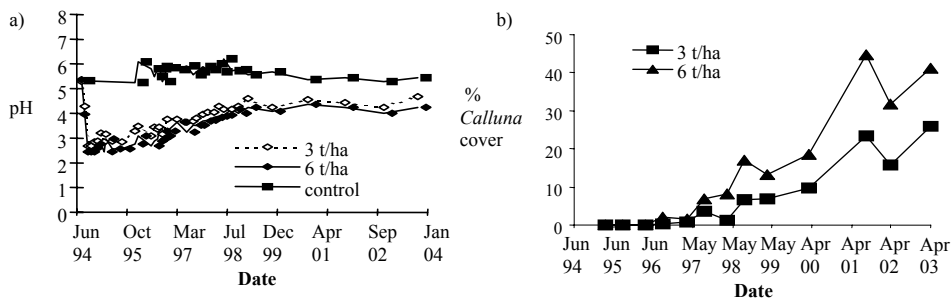 a)
8
7
6
5
4
3
2
1
0
pH
3 t/ha
6 t/ha
control
Jun Oct Mar Jul Dec Apr Sep Jan
94 95 97 98 99 01 02 04
Date
b)
50
40
30
20
10
0
%
Calluna
cover
3 t/ha
6 t/ha
Jun Jun Jun May May May Apr Apr Apr Apr
94 95 96 97 98 99 00 01 02 03
Date